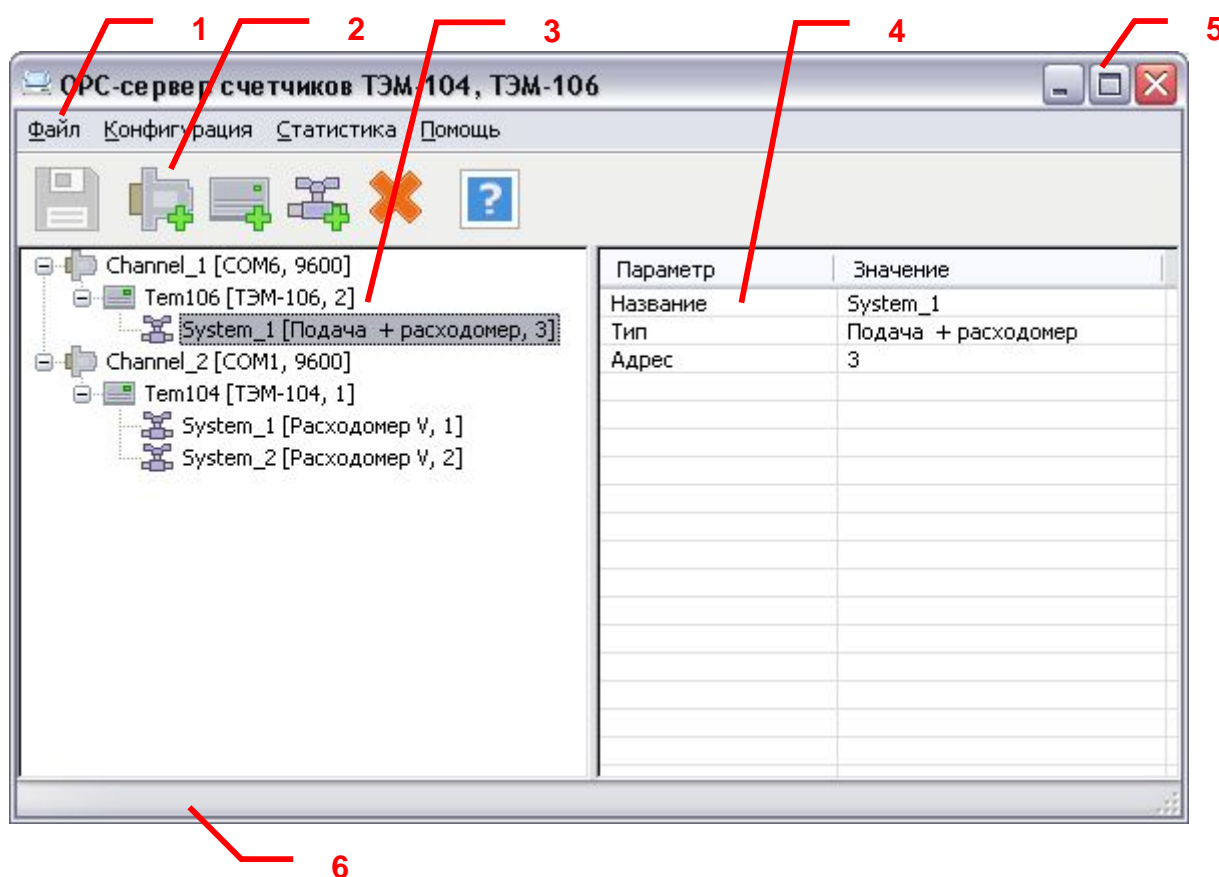 1 2 3 4 5
OPC-сервер счетчиков ТЭМ-104, ТЭМ-106
Файл Конфигурация Статистика Помощь
?
Channel_1 [COM6, 9600]
Tem106 [ТЭМ-106, 2]
System_1 [Подача + расходомер, 3]
Channel_2 [COM1, 9600]
Tem104 [ТЭМ-104, 1]
System_1 [Расходомер V, 1]
System_2 [Расходомер V, 2]
Параметр Значение
Название System_1
Тип Подача + расходомер
Адрес 3
6